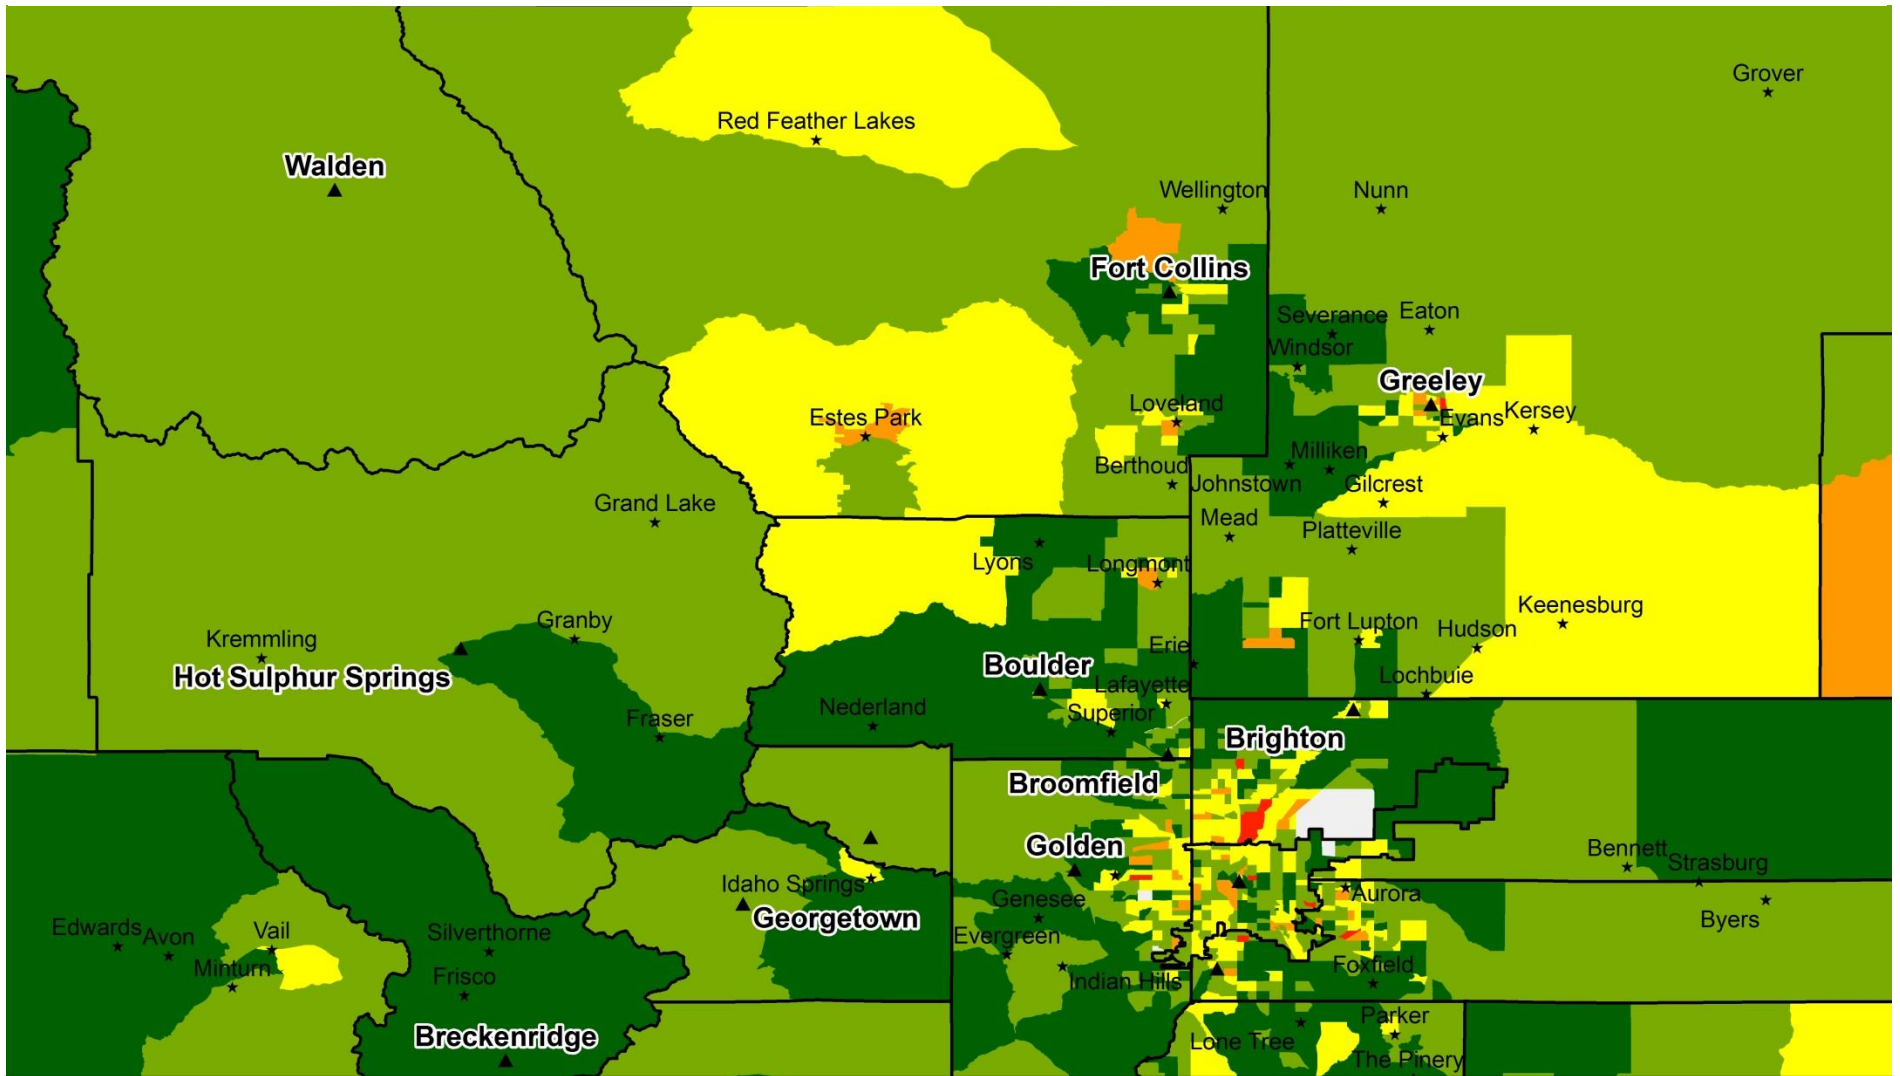 Grover
Red Feather Lakes
Walden
Wellington
Nunn
Fort Collins
Severance
Eaton
Windsor
Greeley
Estes Park
Loveland
Evans
Kersey
Berthoud
Milliken
Johnstown
Gilcrest
Grand Lake
Mead
Platteville
Lyons
Longmont
Keenesburg
Granby
Fort Lupton
Hudson
Kremmling
Erie
Hot Sulphur Springs
Boulder
Lochbuie
Lafayette
Nederland
Superior
Fraser
Brighton
Broomfield
Golden
Bennett
Strasburg
Idaho Springs
Aurora
Genesee
Georgetown
Byers
Edwards
Avon
Vail
Silverthorne
Evergreen
Minturn
Frisco
Foxfield
Indian Hills
Parker
Breckenridge
Lone Tree
The Pinery